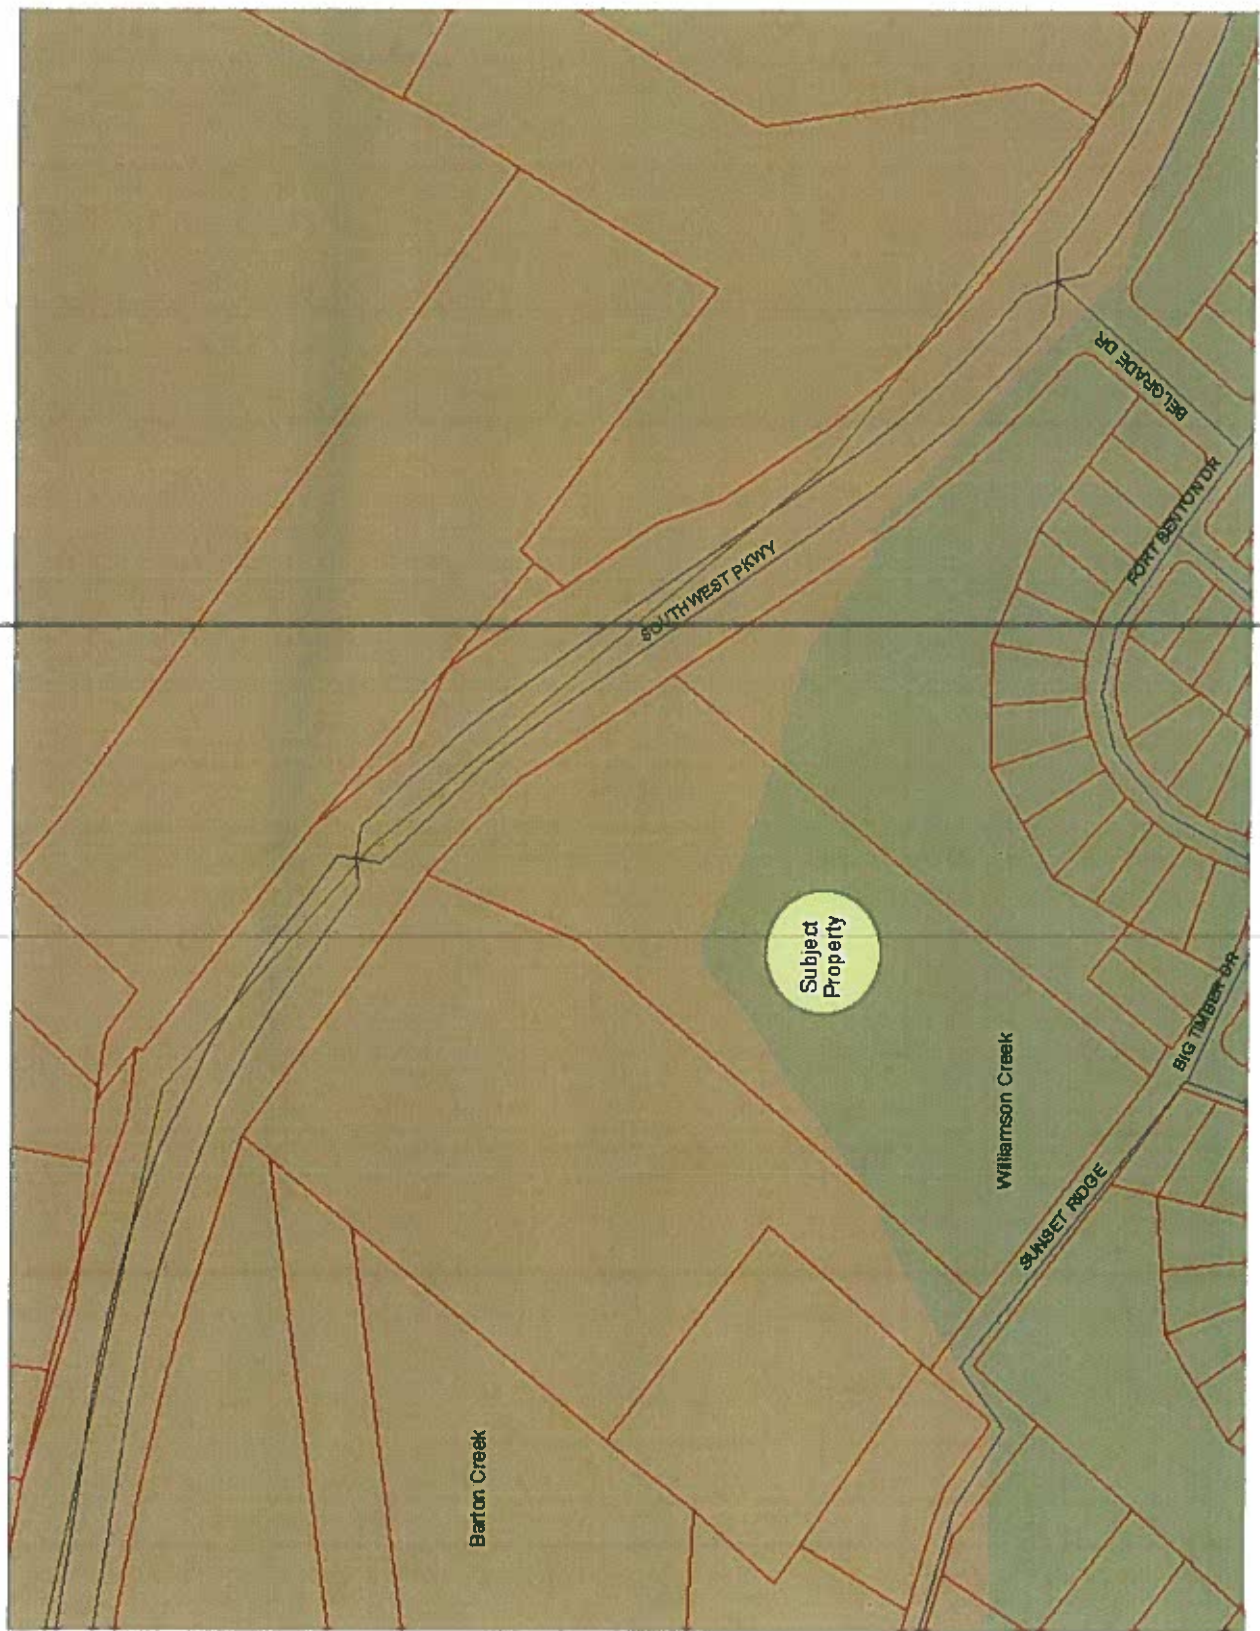 Barton Creek
SOUTHWEST PKWY
Subject
Property
Williamson Creek
SUNSET RIDGE
BIG TIMBER DR
FORT BENTON DR
BELGRADE DR